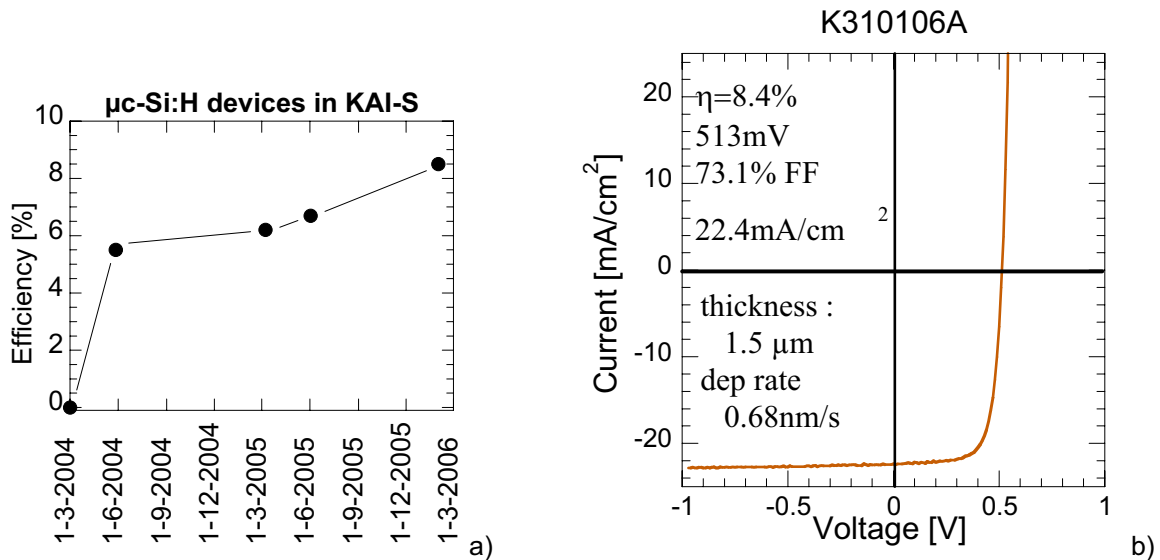 µc-Si:H devices in KAI-S
Efficiency [%]
10
8
6
4
2
0
1-3-2004
1-6-2004
1-9-2004
1-12-2004
1-3-2005
1-6-2005
1-9-2005
1-12-2005
1-3-2006
a)
K310106A
Current [mA/cm²]
20
10
0
-10
-20
η=8.4%
513mV
73.1% FF
22.4mA/cm ²
thickness :
1.5 µm
dep rate
0.68nm/s
-1
-0.5
0
0.5
1
Voltage [V]
b)